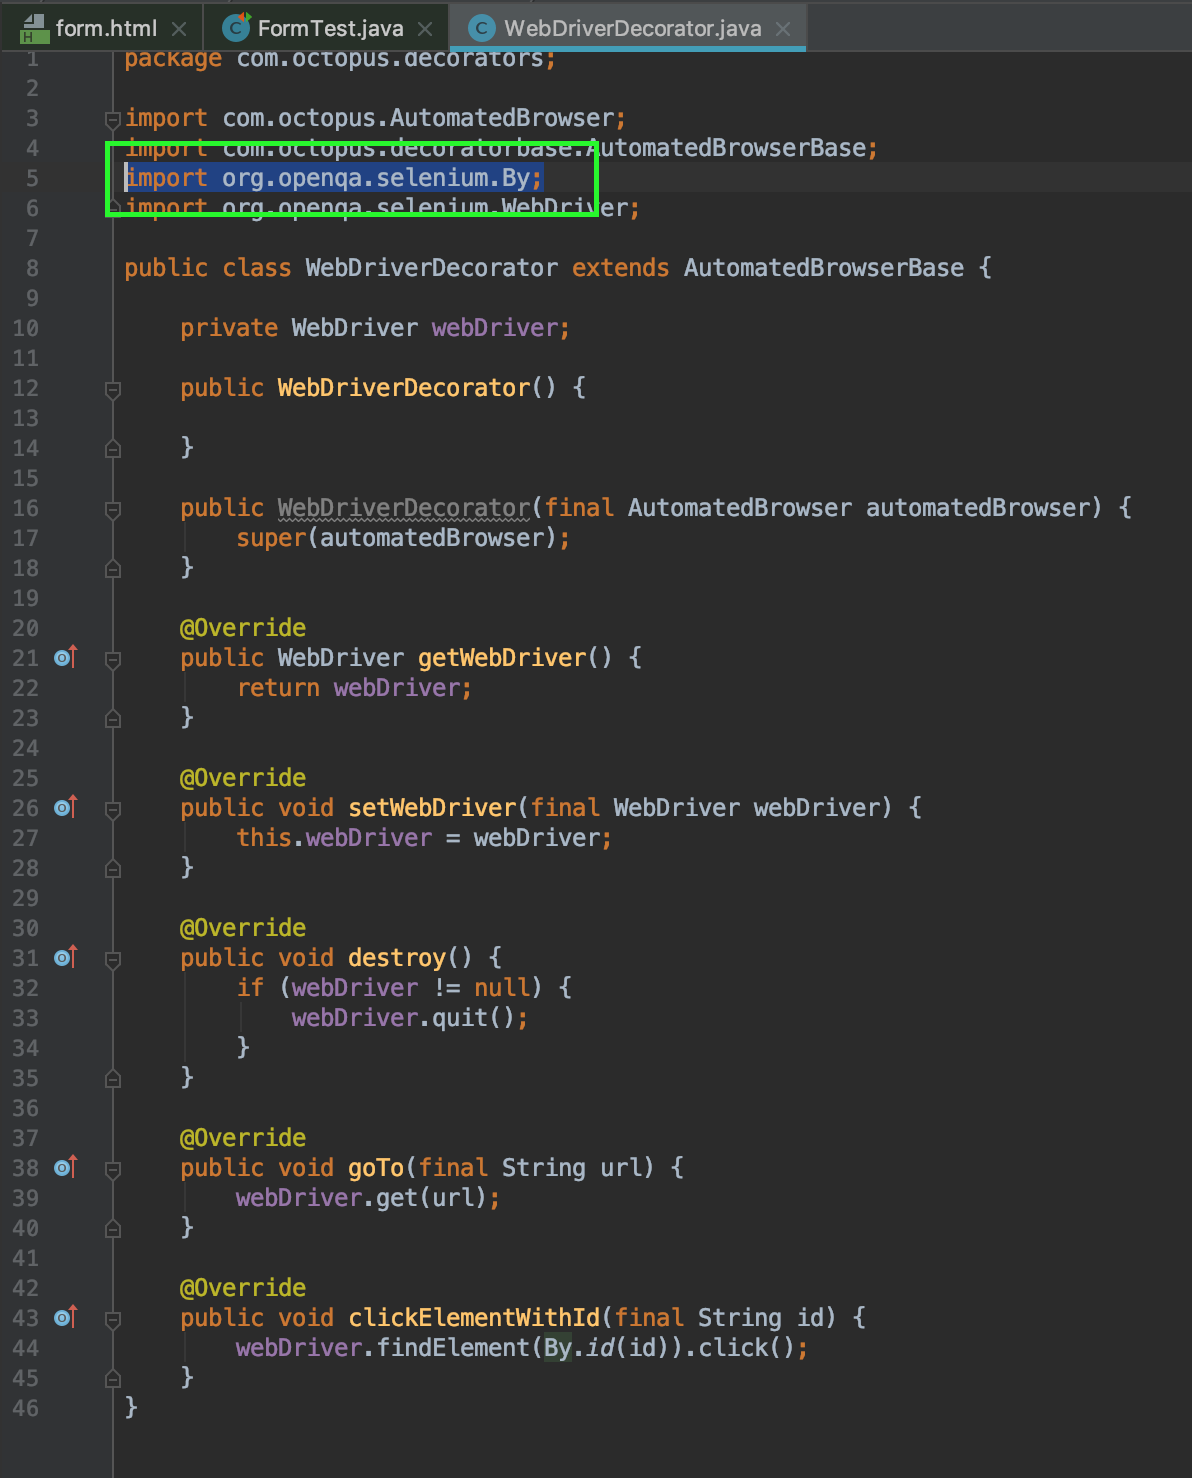 form.html FormTest.java WebDriverDecorator.java
1 package com.octopus.decorators;
2
3 import com.octopus.AutomatedBrowser;
4 import com.octopus.decoratorbase.AutomatedBrowserBase;
5 import org.openqa.selenium.By;
6 import org.openqa.selenium.WebDriver;
7
8 public class WebDriverDecorator extends AutomatedBrowserBase {
9
10     private WebDriver webDriver;
11
12     public WebDriverDecorator() {
13
14     }
15
16     public WebDriverDecorator(final AutomatedBrowser automatedBrowser) {
17         super(automatedBrowser);
18     }
19
20     @Override
21     public WebDriver getWebDriver() {
22         return webDriver;
23     }
24
25     @Override
26     public void setWebDriver(final WebDriver webDriver) {
27         this.webDriver = webDriver;
28     }
29
30     @Override
31     public void destroy() {
32         if (webDriver != null) {
33             webDriver.quit();
34         }
35     }
36
37     @Override
38     public void goTo(final String url) {
39         webDriver.get(url);
40     }
41
42     @Override
43     public void clickElementWithId(final String id) {
44         webDriver.findElement(By.id(id)).click();
45     }
46 }